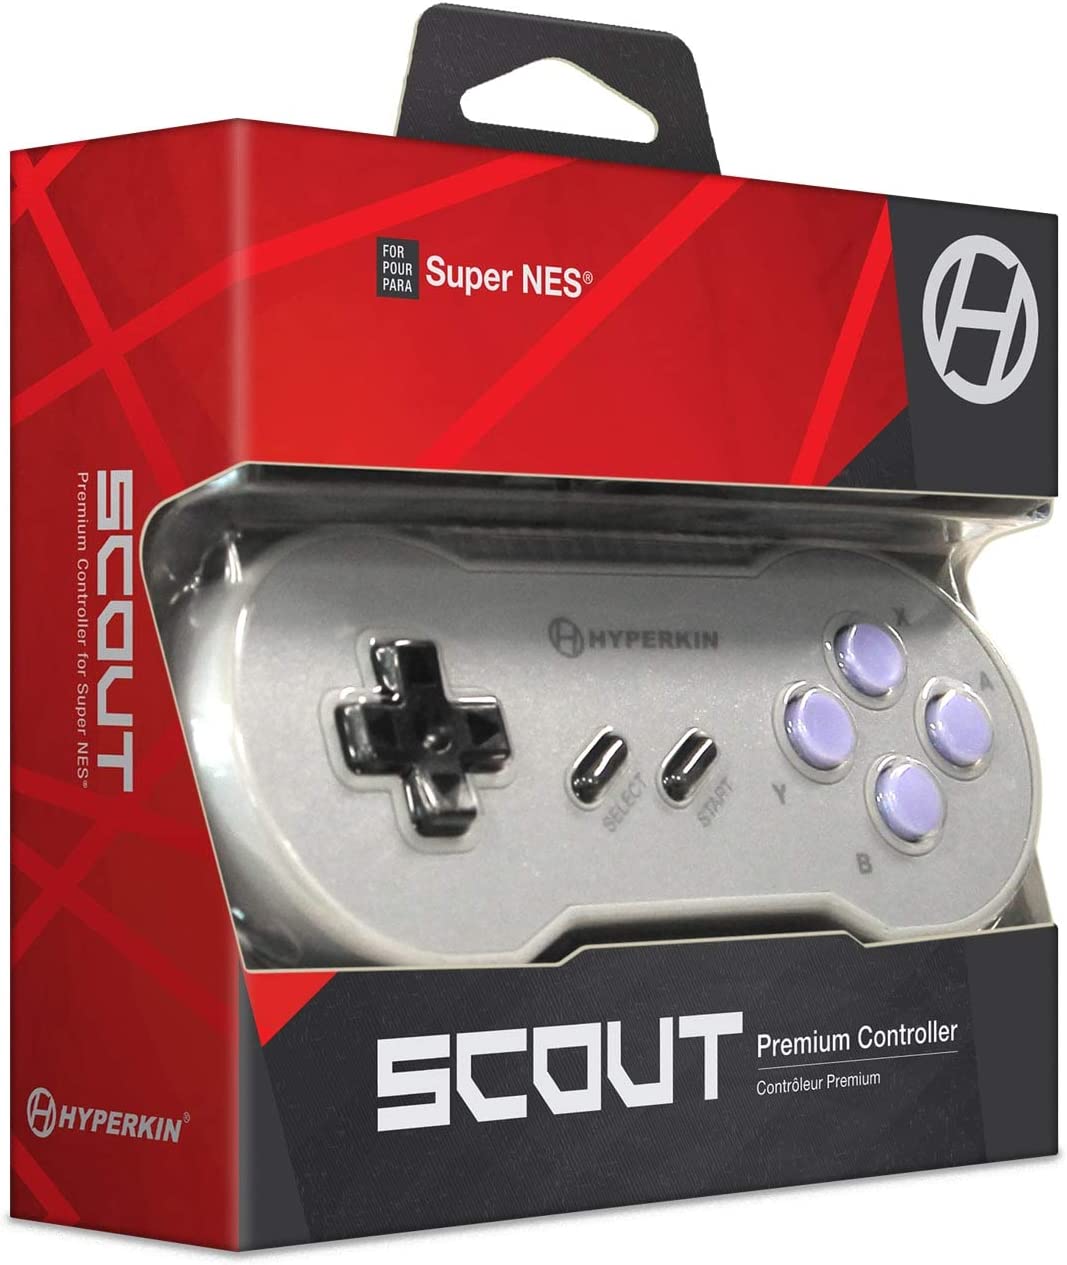 FOR
POUR
PARA
Super NES®
SCOUT
Premium Controller for Super NES®
HYPERKIN
X
A
SELECT
START
Y
B
SCOUT
Premium Controller
Contrôleur Premium
HYPERKIN®